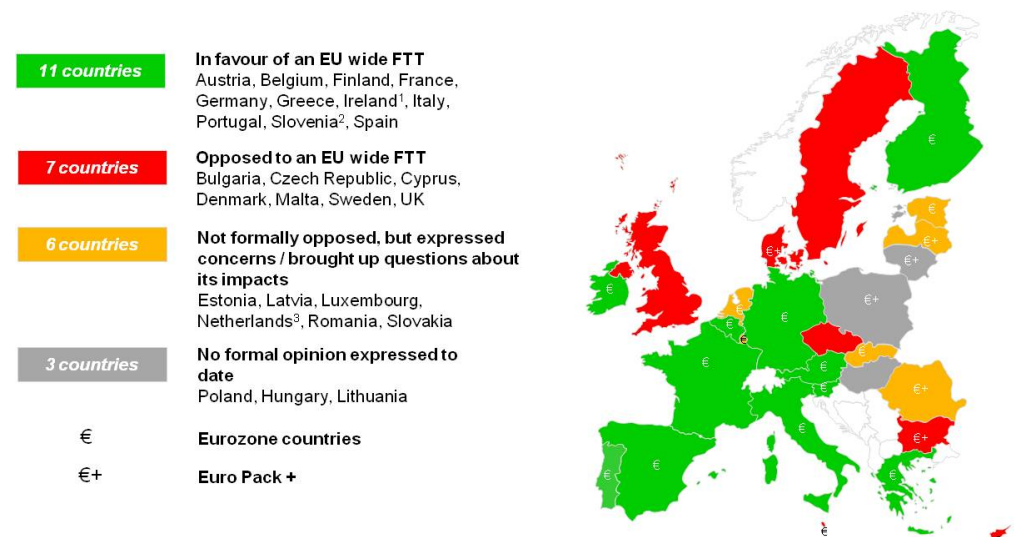 11 countries
In favour of an EU wide FTT
Austria, Belgium, Finland, France,
Germany, Greece, Ireland¹, Italy,
Portugal, Slovenia², Spain
7 countries
Opposed to an EU wide FTT
Bulgaria, Czech Republic, Cyprus,
Denmark, Malta, Sweden, UK
6 countries
Not formally opposed, but expressed
concerns / brought up questions about
its impacts
Estonia, Latvia, Luxembourg,
Netherlands³, Romania, Slovakia
3 countries
No formal opinion expressed to
date
Poland, Hungary, Lithuania
€
Eurozone countries
€+
Euro Pack +
€
€
€+
€+
€+
€+
€
€
€
€
€
€
€
€
€
€+
€
€+
€
€
€
€